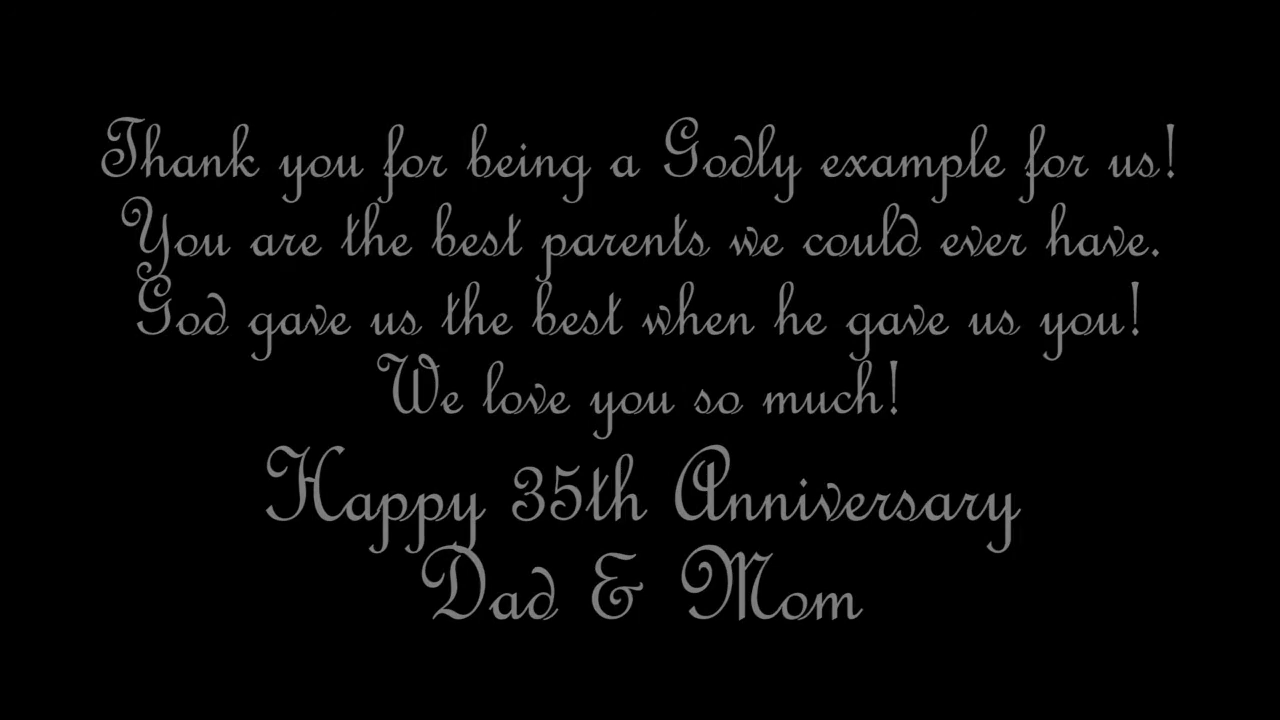 Thank you for being a Godly example for us!
You are the best parents we could ever have.
God gave us the best when he gave us you!
We love you so much!
Happy 35th Anniversary
Dad & Mom